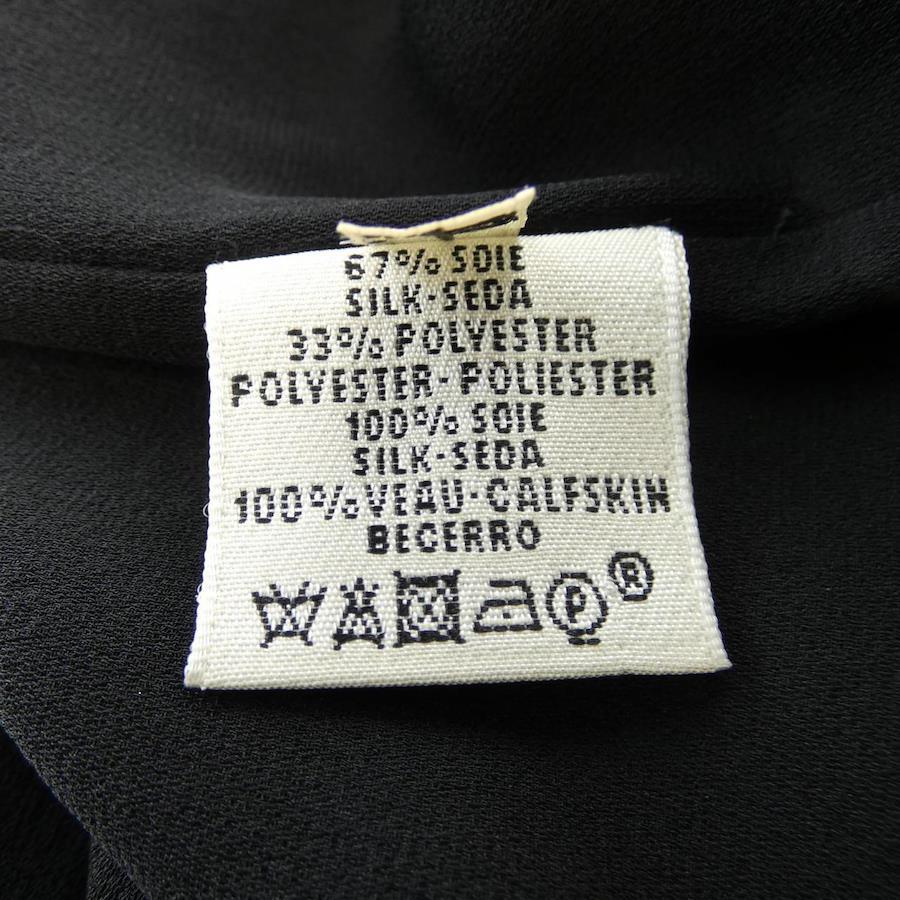 67% SOIE
SILK-SEDA
33% POLYESTER
POLYESTER-POLIESTER
100% SOIE
SILK-SEDA
100% VEAU-CALFSKIN
BECERRO
P ®